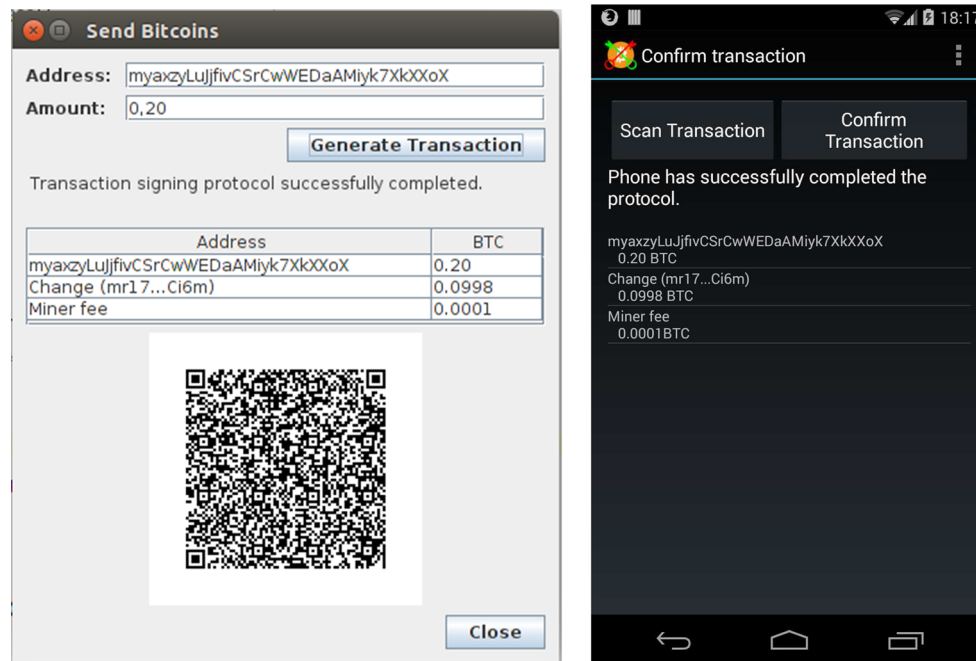 Send Bitcoins
Address: myaxzyLuJjfivCSrCwWEDaAMiyk7XkXXoX
Amount: 0,20
Generate Transaction
Transaction signing protocol successfully completed.
Address BTC
myaxzyLuJjfivCSrCwWEDaAMiyk7XkXXoX 0.20
Change (mr17...Ci6m) 0.0998
Miner fee 0.0001
Close
18:17
Confirm transaction
Scan Transaction
Confirm
Transaction
Phone has successfully completed the
protocol.
myaxzyLuJjfivCSrCwWEDaAMiyk7XkXXoX
0.20 BTC
Change (mr17...Ci6m)
0.0998 BTC
Miner fee
0.0001BTC